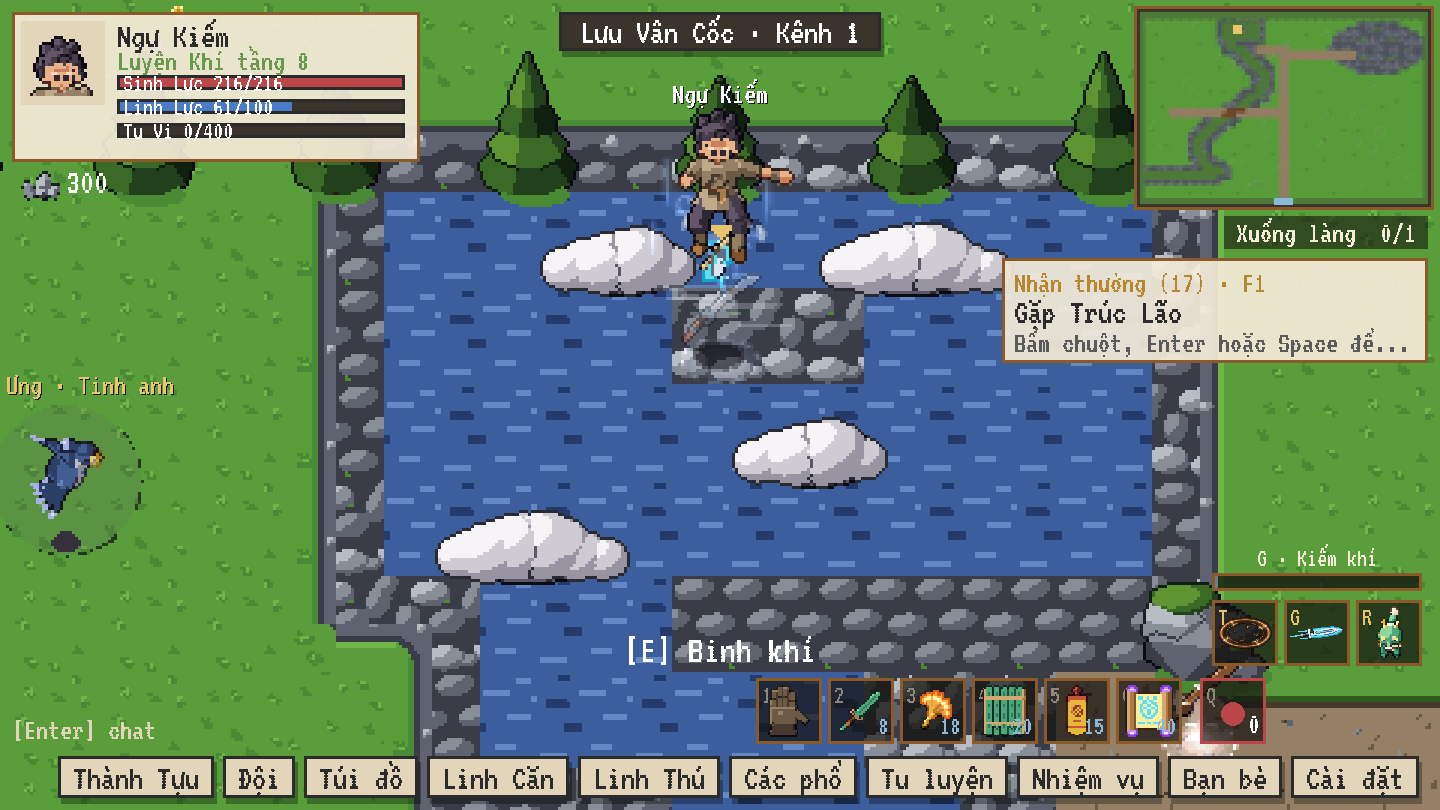 Ngự Kiếm
Luyện Khí tầng 8
Sinh Lực 216/216
Linh Lực 61/100
Tu Vi 0/400
300
Lưu Vân Cốc · Kênh 1
Ngự Kiếm
Xuống làng 0/1
Nhận thưởng (17) · F1
Gặp Trúc Lão
Bấm chuột, Enter hoặc Space để...
Ưng · Tinh anh
G · Kiếm khí
T G R
[E] Binh khí
1 2 8 3 18 4 20 5 15 Q 0
[Enter] chat
Thành Tựu Đội Túi đồ Linh Căn Linh Thú Các phổ Tu luyện Nhiệm vụ Bạn bè Cài đặt